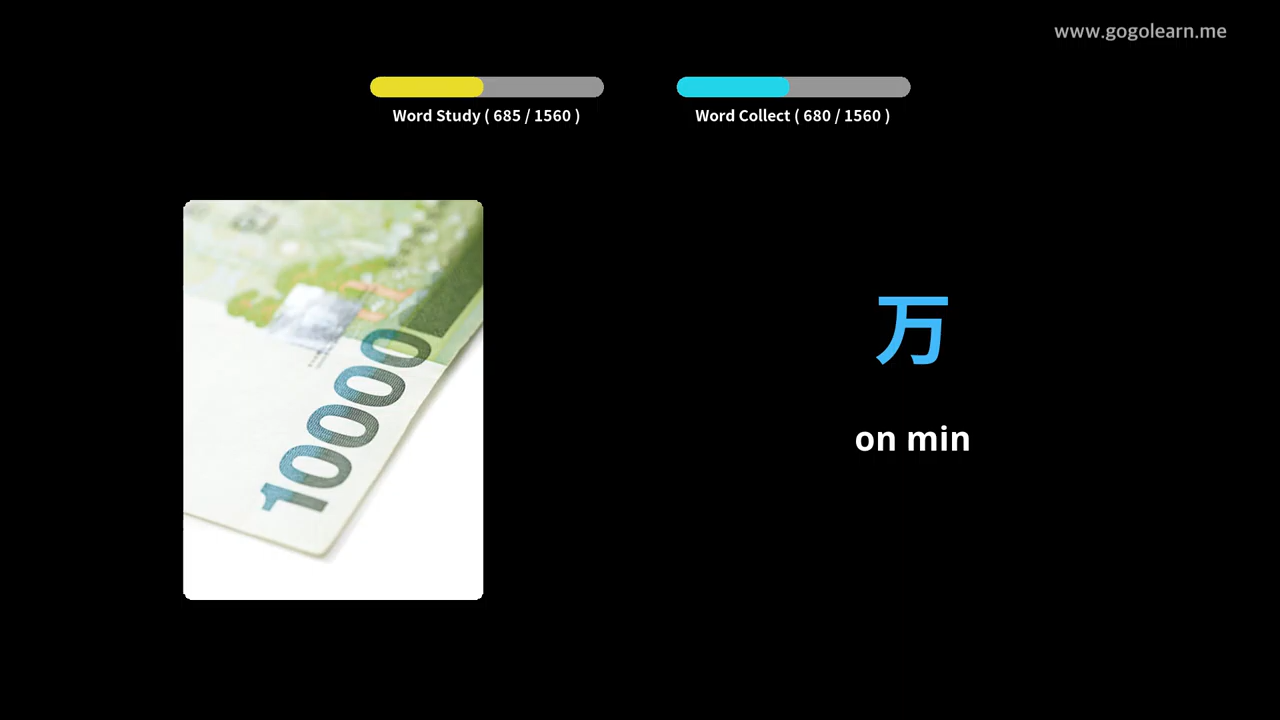 www.gogolearn.me
Word Study ( 685 / 1560 )
Word Collect ( 680 / 1560 )
10000
万
on min